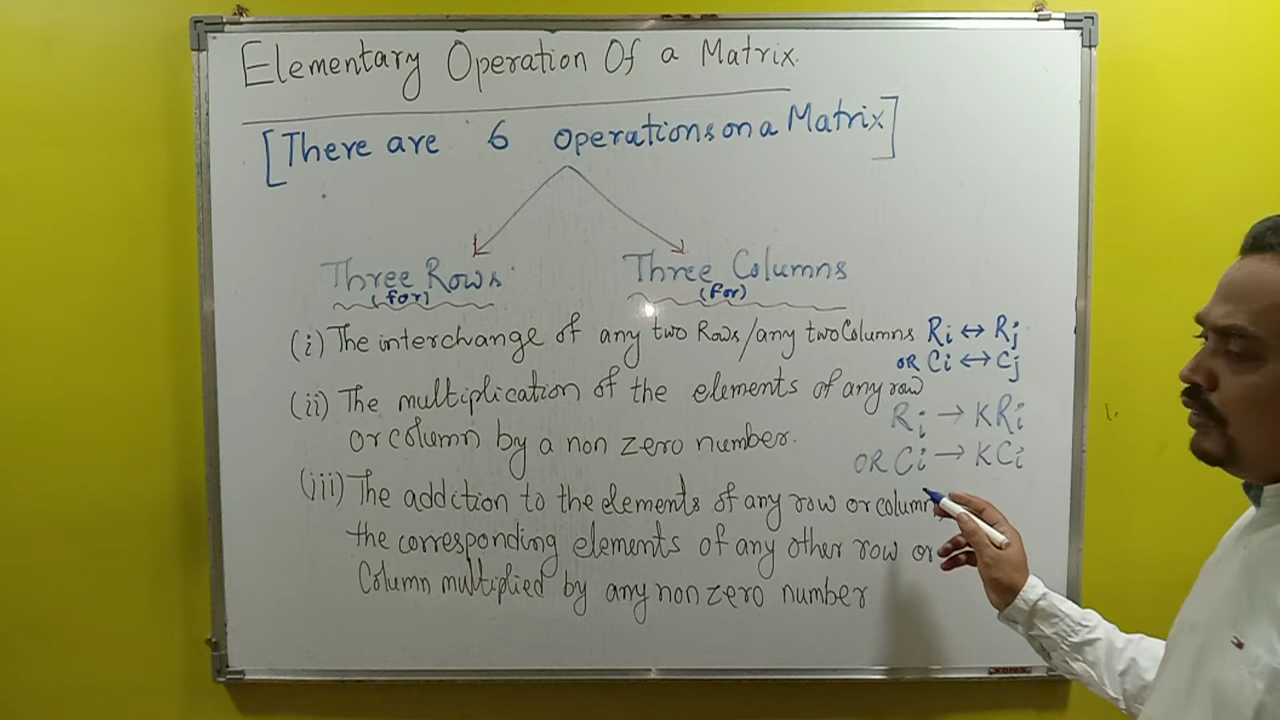 Elementary Operation Of a Matrix.
[There are 6 operations on a Matrix]
Three Rows
(for)
Three Columns
(for)
(i) The interchange of any two Rows/any two Columns Ri ↔ Rj
OR Ci ↔ Cj
(ii) The multiplication of the elements of any row
or column by a non zero number.
Ri → KRi
OR Ci → KCi
(iii) The addition to the elements of any row or column
the corresponding elements of any other row or
Column multiplied by any non zero number